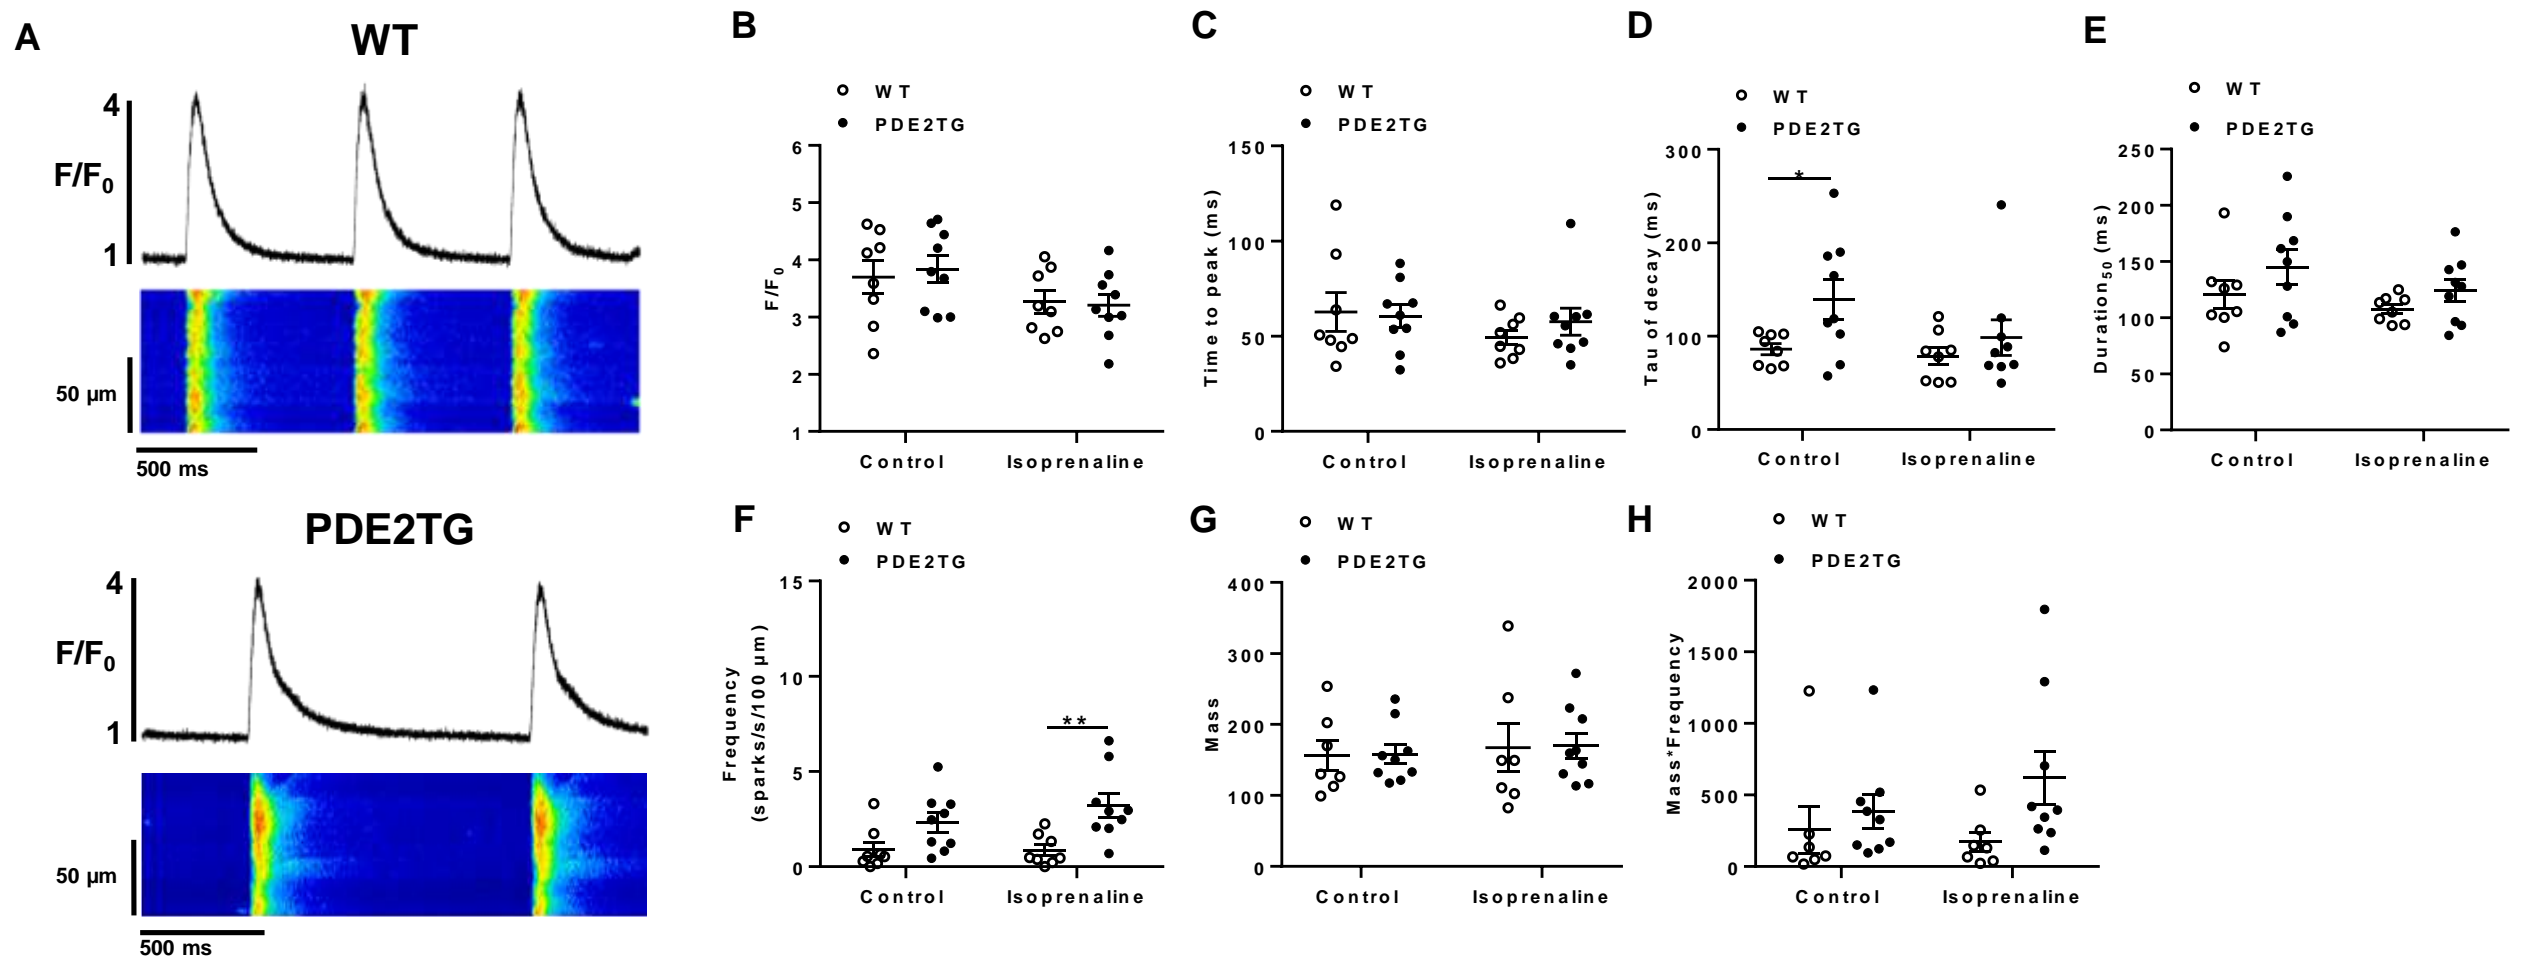 A
WT
4
F/F0
1
50 µm
500 ms
PDE2TG
4
F/F0
1
50 µm
500 ms
B
WT
PDE2TG
6
5
4
3
2
1
F/F0
Control
Isoprenaline
C
WT
PDE2TG
150
100
50
0
Time to peak (ms)
Control
Isoprenaline
D
WT
PDE2TG
300
200
100
0
Tau of decay (ms)
*
Control
Isoprenaline
E
WT
PDE2TG
250
200
150
100
50
0
Duration50 (ms)
Control
Isoprenaline
F
WT
PDE2TG
15
10
5
0
Frequency
(sparks/s/100 µm)
**
Control
Isoprenaline
G
WT
PDE2TG
400
300
200
100
0
Mass
Control
Isoprenaline
H
WT
PDE2TG
2000
1500
1000
500
0
Mass*Frequency
Control
Isoprenaline